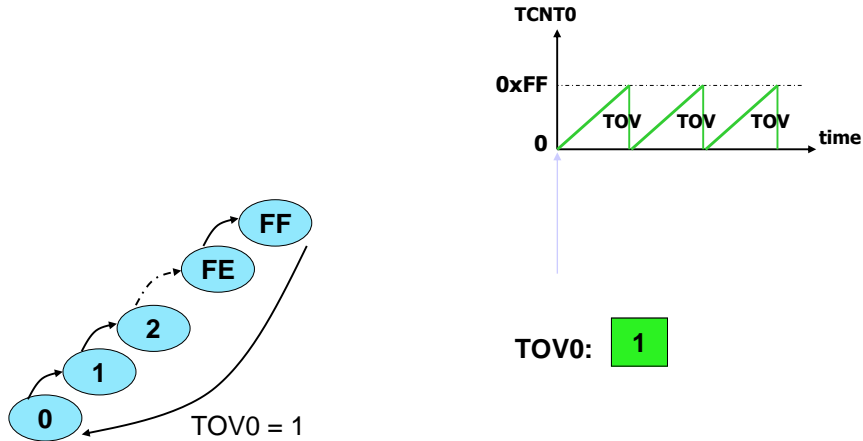 TCNT0
0xFF
TOV TOV TOV
0 time
FF
FE
2
1
0
TOV0 = 1
TOV0: 1